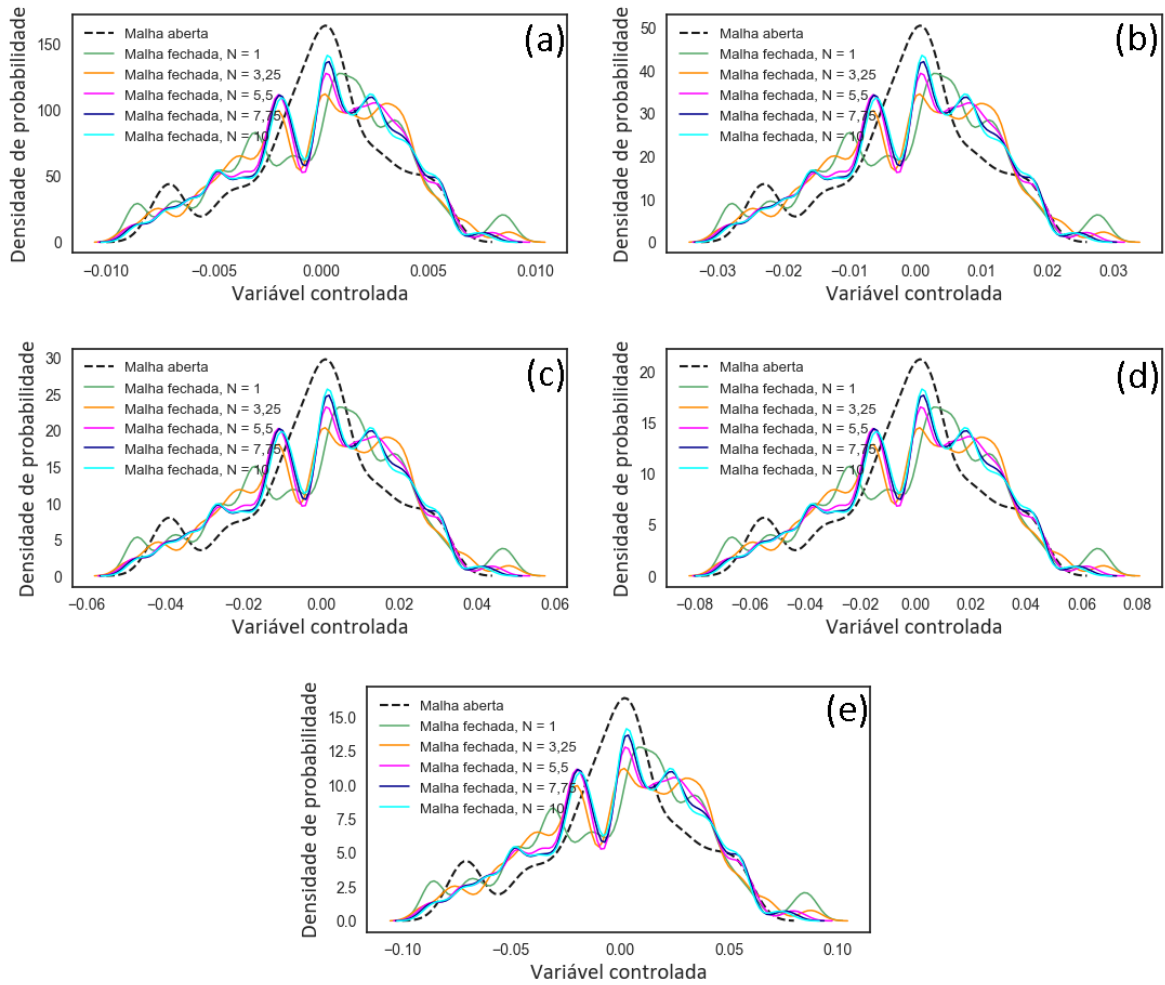 (a)
Malha aberta
Malha fechada, N = 1
Malha fechada, N = 3,25
Malha fechada, N = 5,5
Malha fechada, N = 7,75
Malha fechada, N = 10
Densidade de probabilidade
150
100
50
0
−0.010 −0.005 0.000 0.005 0.010
Variável controlada
(b)
Malha aberta
Malha fechada, N = 1
Malha fechada, N = 3,25
Malha fechada, N = 5,5
Malha fechada, N = 7,75
Malha fechada, N = 10
Densidade de probabilidade
50
40
30
20
10
0
−0.03 −0.02 −0.01 0.00 0.01 0.02 0.03
Variável controlada
(c)
Malha aberta
Malha fechada, N = 1
Malha fechada, N = 3,25
Malha fechada, N = 5,5
Malha fechada, N = 7,75
Malha fechada, N = 10
Densidade de probabilidade
30
25
20
15
10
5
0
−0.06 −0.04 −0.02 0.00 0.02 0.04 0.06
Variável controlada
(d)
Malha aberta
Malha fechada, N = 1
Malha fechada, N = 3,25
Malha fechada, N = 5,5
Malha fechada, N = 7,75
Malha fechada, N = 10
Densidade de probabilidade
20
15
10
5
0
−0.08 −0.06 −0.04 −0.02 0.00 0.02 0.04 0.06 0.08
Variável controlada
(e)
Malha aberta
Malha fechada, N = 1
Malha fechada, N = 3,25
Malha fechada, N = 5,5
Malha fechada, N = 7,75
Malha fechada, N = 10
Densidade de probabilidade
15.0
12.5
10.0
7.5
5.0
2.5
0.0
−0.10 −0.05 0.00 0.05 0.10
Variável controlada